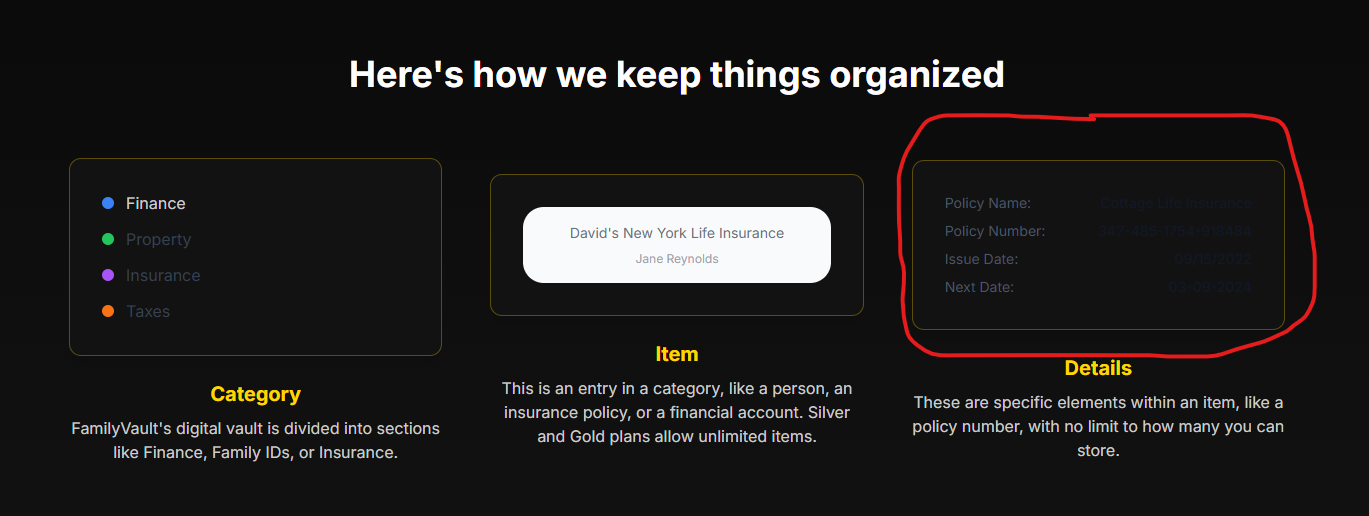 Here's how we keep things organized
Finance
Property
Insurance
Taxes
Category
FamilyVault's digital vault is divided into sections
like Finance, Family IDs, or Insurance.
David's New York Life Insurance
Jane Reynolds
Item
This is an entry in a category, like a person, an
insurance policy, or a financial account. Silver
and Gold plans allow unlimited items.
Policy Name: Cottage Life Insurance
Policy Number:
Issue Date: 09/15/2022
Next Date: 03-09-2024
Details
These are specific elements within an item, like a
policy number, with no limit to how many you can
store.